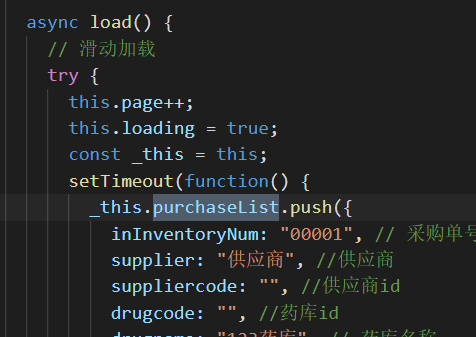 async load() {
// 滑动加载
try {
this.page++;
this.loading = true;
const _this = this;
setTimeout(function() {
_this.purchaseList.push({
inInventoryNum: "00001", // 采购单号
supplier: "供应商", //供应商
suppliercode: "", //供应商id
drugcode: "", //药库id